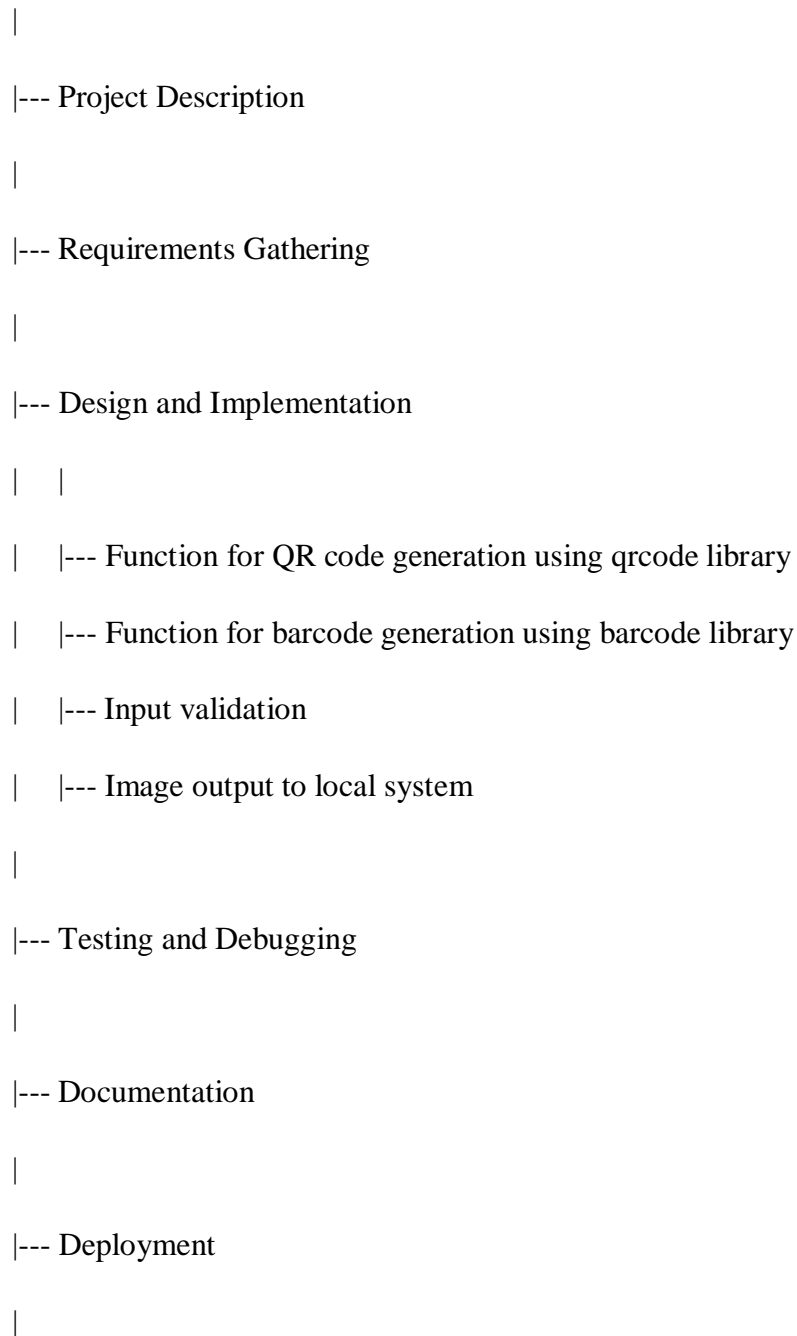 |
|--- Project Description
|
|--- Requirements Gathering
|
|--- Design and Implementation
| |
| |--- Function for QR code generation using qrcode library
| |--- Function for barcode generation using barcode library
| |--- Input validation
| |--- Image output to local system
|
|--- Testing and Debugging
|
|--- Documentation
|
|--- Deployment
|